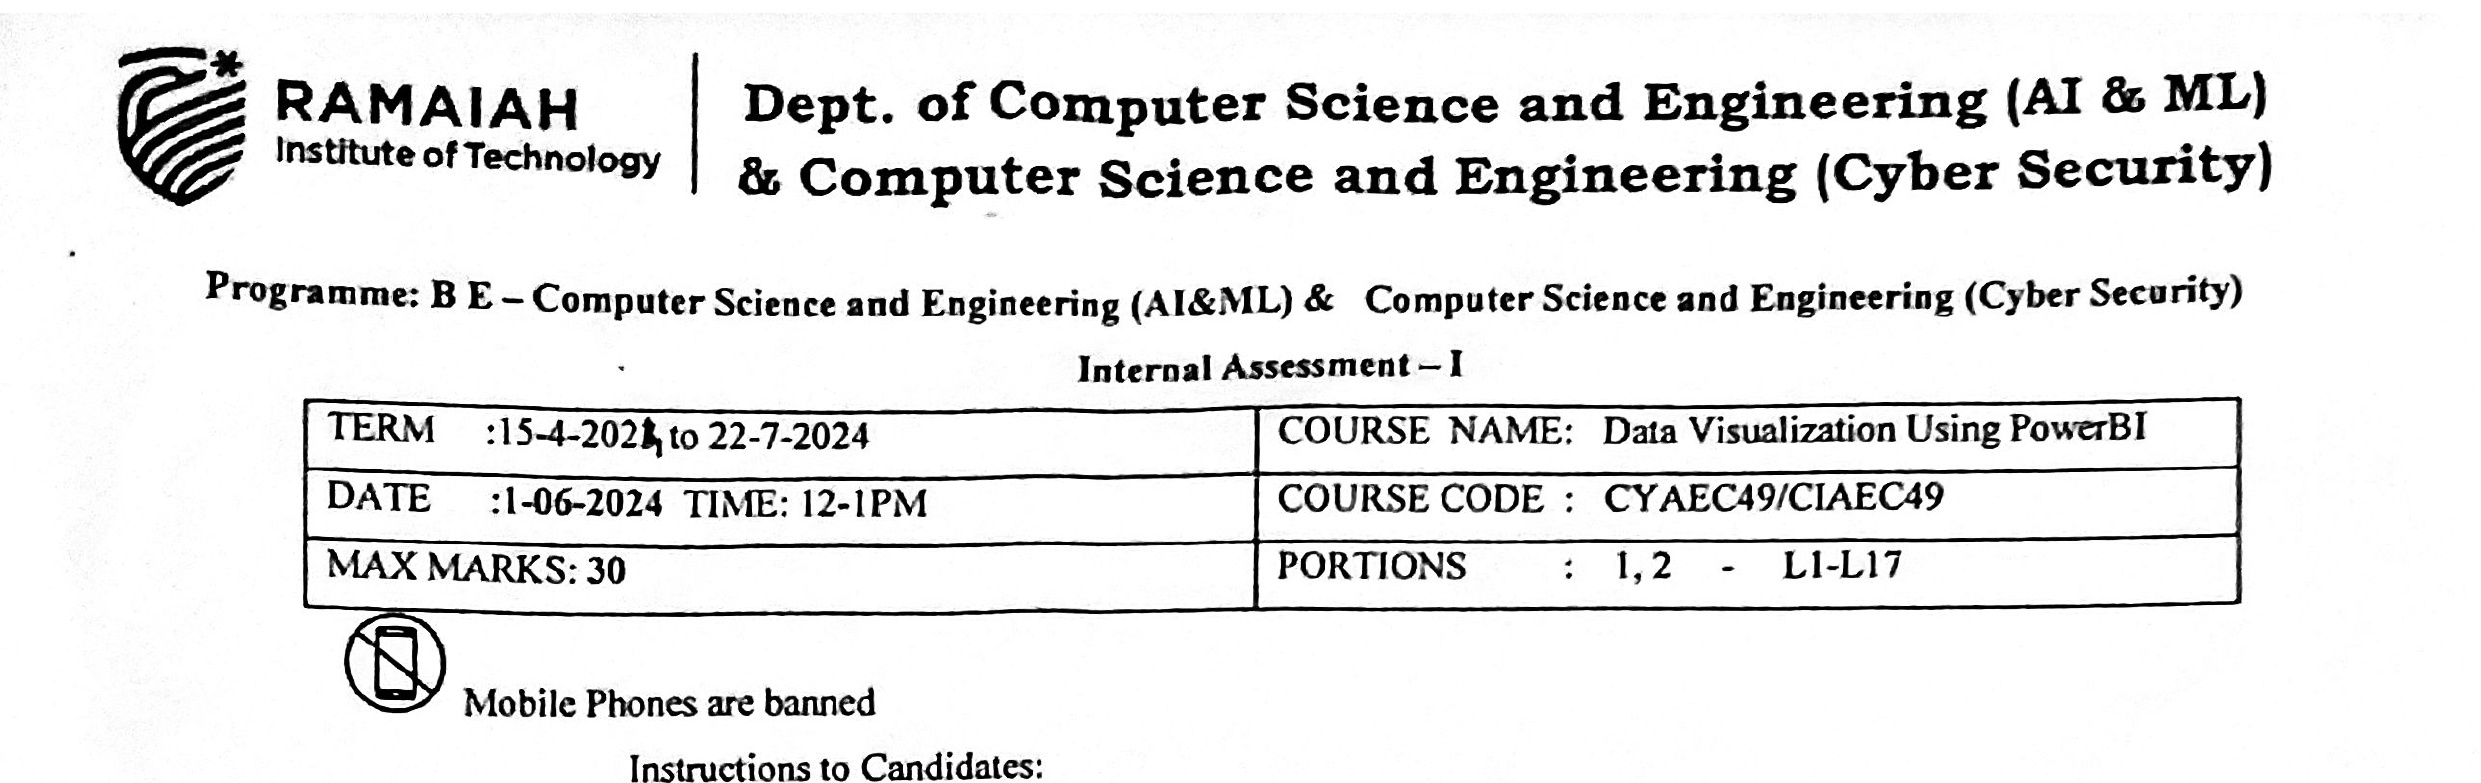 RAMAIAH
Institute of Technology
Dept. of Computer Science and Engineering (AI & ML)
& Computer Science and Engineering (Cyber Security)
Programme: B E – Computer Science and Engineering (AI&ML) & Computer Science and Engineering (Cyber Security)
Internal Assessment – I
TERM :15-4-2024 to 22-7-2024
COURSE NAME: Data Visualization Using PowerBI
DATE :1-06-2024 TIME: 12-1PM
COURSE CODE : CYAEC49/CIAEC49
MAX MARKS: 30
PORTIONS : 1, 2 - L1-L17
Mobile Phones are banned
Instructions to Candidates: